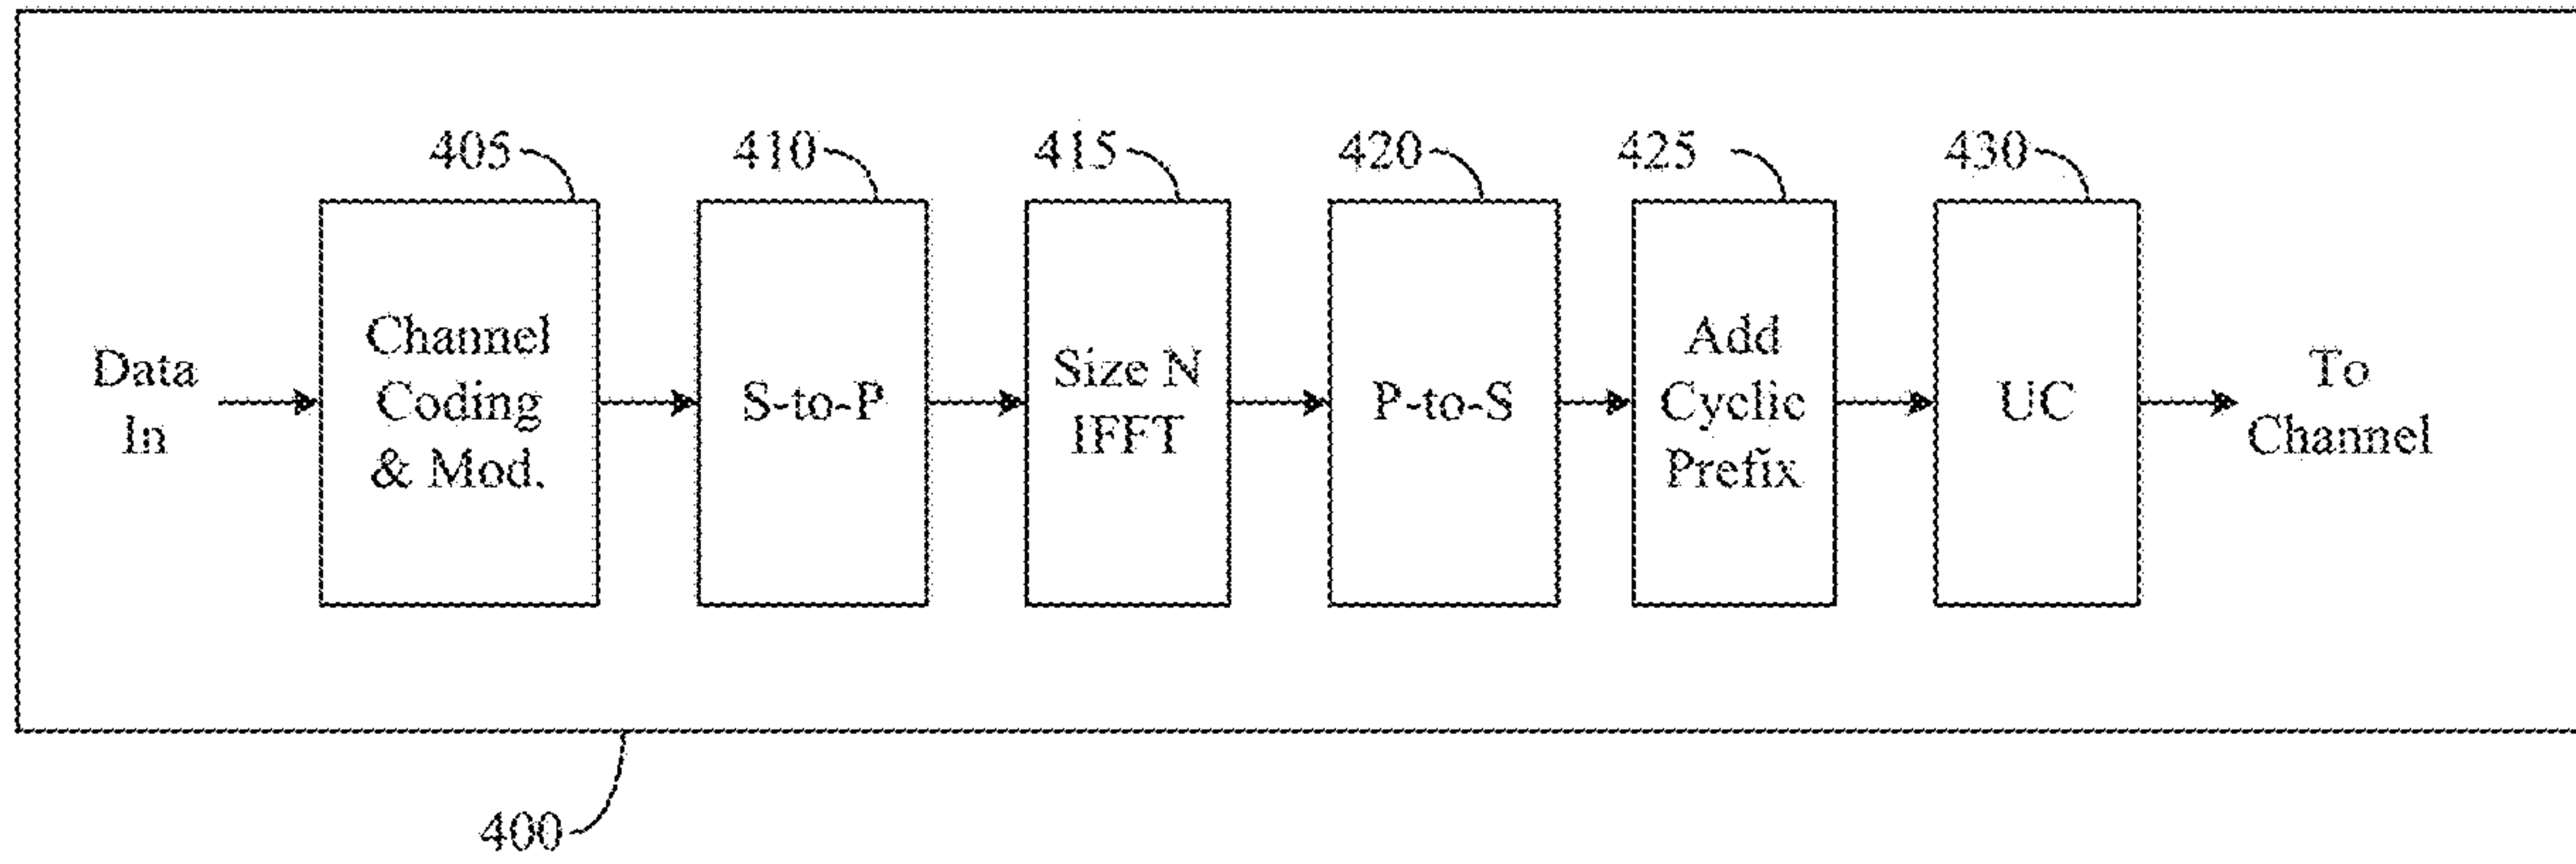 405
410
415
420
425
430
Data
In
Channel
Coding
& Mod.
S-to-P
Size N
IFFT
P-to-S
Add
Cyclic
Prefix
UC
To
Channel
400